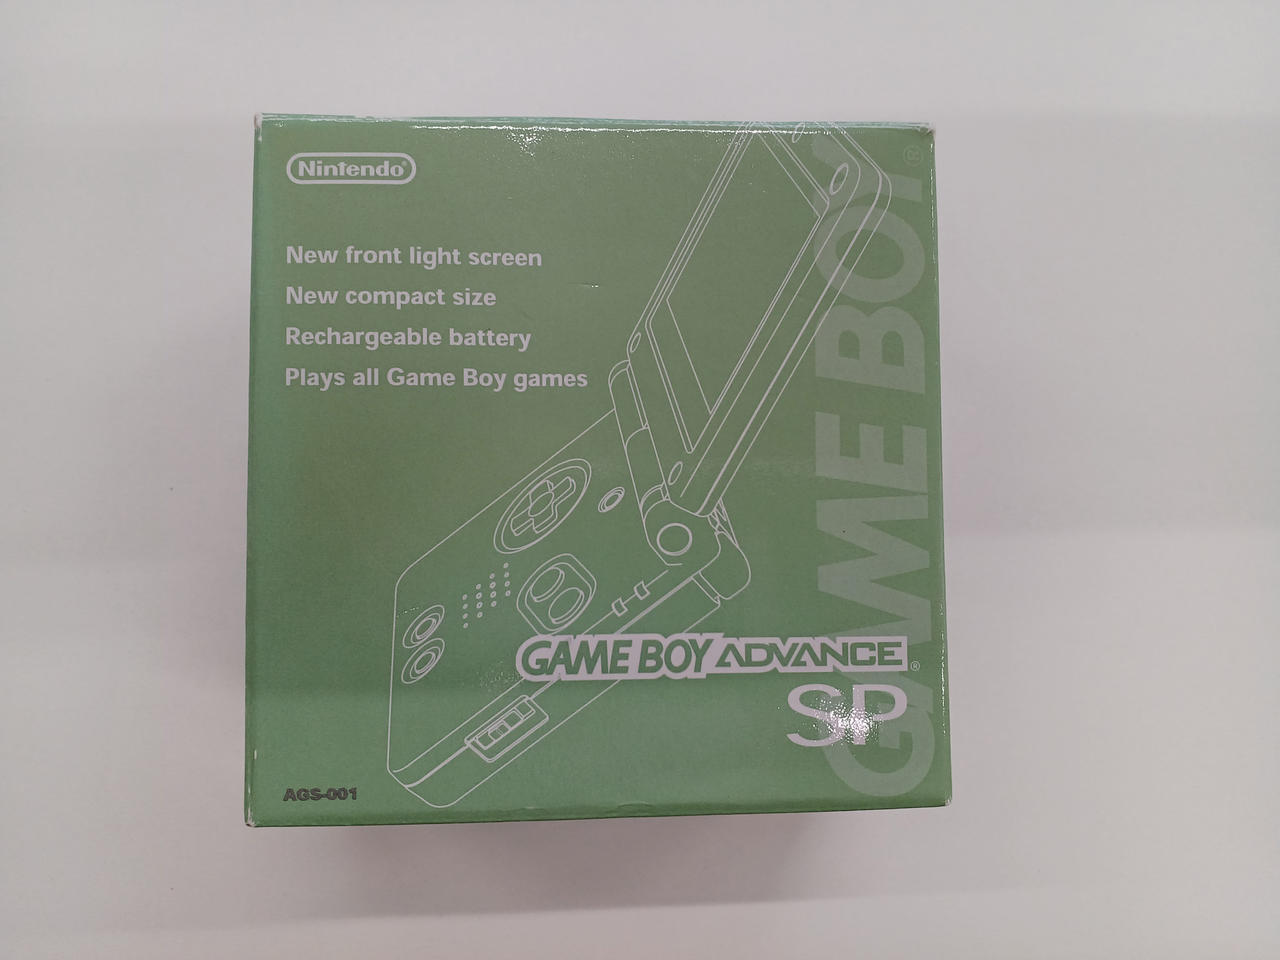 Nintendo®
New front light screen
New compact size
Rechargeable battery
Plays all Game Boy games
GAME BOY®
GAME BOY ADVANCE®
SP
AGS-001